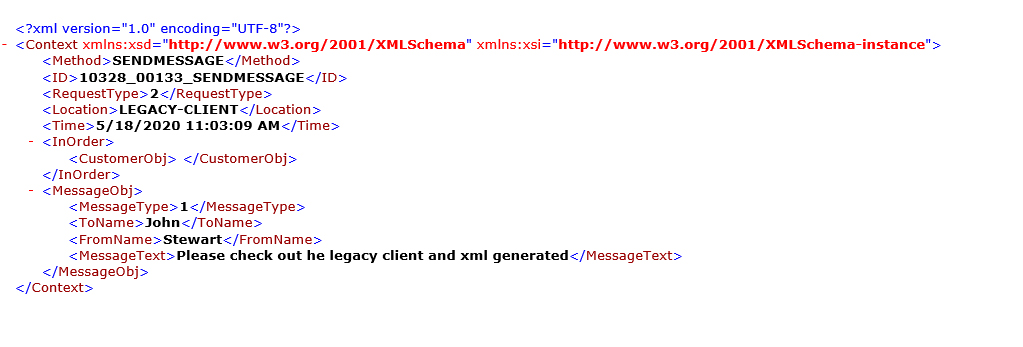 <?xml version="1.0" encoding="UTF-8"?>
- <Context xmlns:xsd="http://www.w3.org/2001/XMLSchema" xmlns:xsi="http://www.w3.org/2001/XMLSchema-instance">
<Method>SENDMESSAGE</Method>
<ID>10328_00133_SENDMESSAGE</ID>
<RequestType>2</RequestType>
<Location>LEGACY-CLIENT</Location>
<Time>5/18/2020 11:03:09 AM</Time>
- <InOrder>
<CustomerObj> </CustomerObj>
</InOrder>
- <MessageObj>
<MessageType>1</MessageType>
<ToName>John</ToName>
<FromName>Stewart</FromName>
<MessageText>Please check out he legacy client and xml generated</MessageText>
</MessageObj>
</Context>